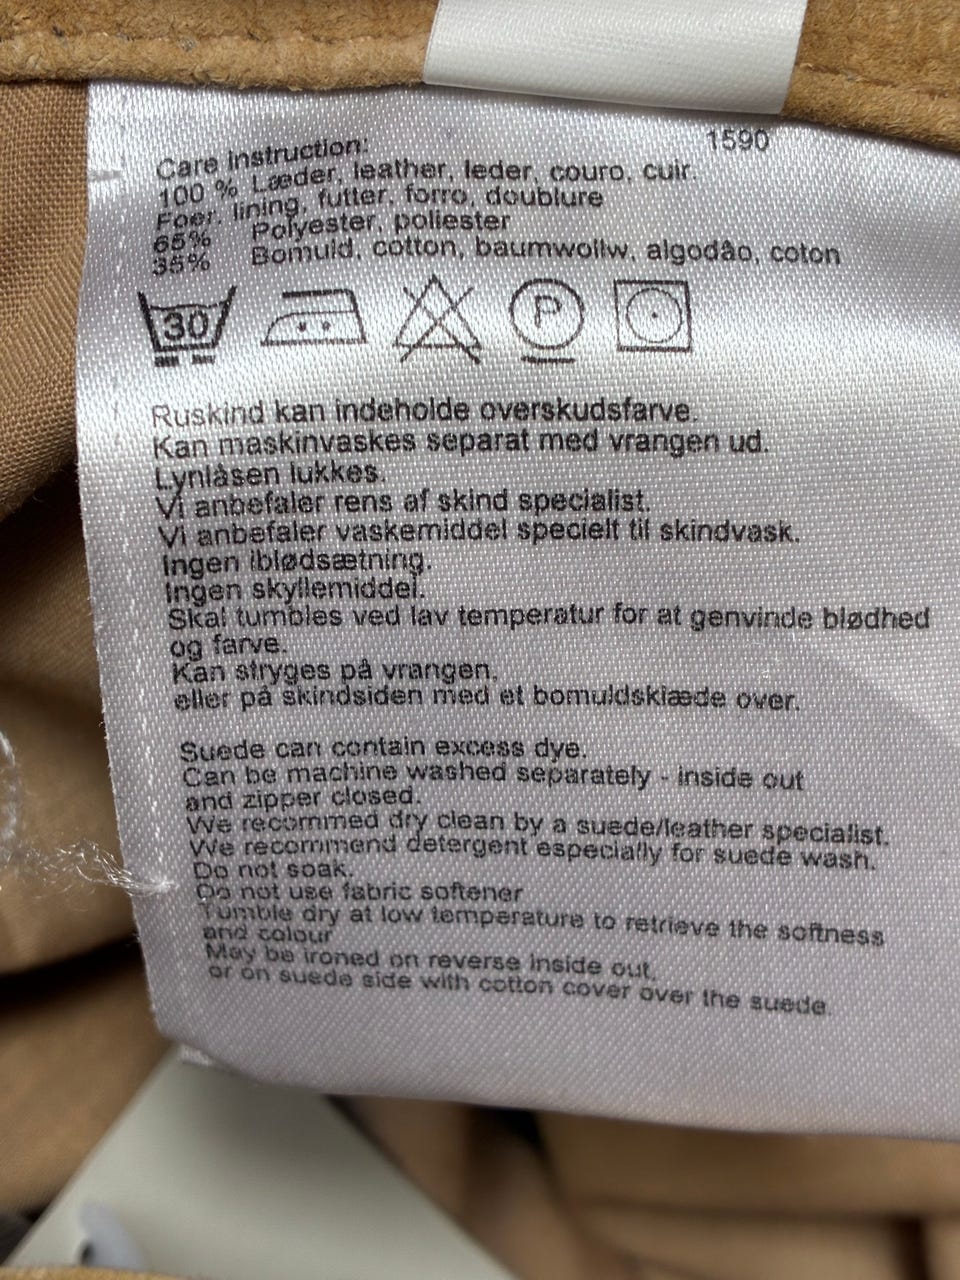 1590
Care instruction:
100 % Læder, leather, leder, couro, cuir.
Foer, lining, futter, forro, doublure
65% Polyester, poliester
35% Bomuld, cotton, baumwollw, algodâo, coton
30 P
Ruskind kan indeholde overskudsfarve.
Kan maskinvaskes separat med vrangen ud.
Lynlåsen lukkes.
Vi anbefaler rens af skind specialist.
Vi anbefaler vaskemiddel specielt til skindvask.
Ingen iblødsætning.
Ingen skyllemiddel.
Skal tumbles ved lav temperatur for at genvinde blødhed
og farve.
Kan stryges på vrangen,
eller på skindsiden med et bomuldsklæde over.
Suede can contain excess dye.
Can be machine washed separately - inside out
and zipper closed.
We recommed dry clean by a suede/leather specialist.
We recommend detergent especially for suede wash.
Do not soak.
Do not use fabric softener
Tumble dry at low temperature to retrieve the softness
and colour
May be ironed on reverse inside out,
or on suede side with cotton cover over the suede.